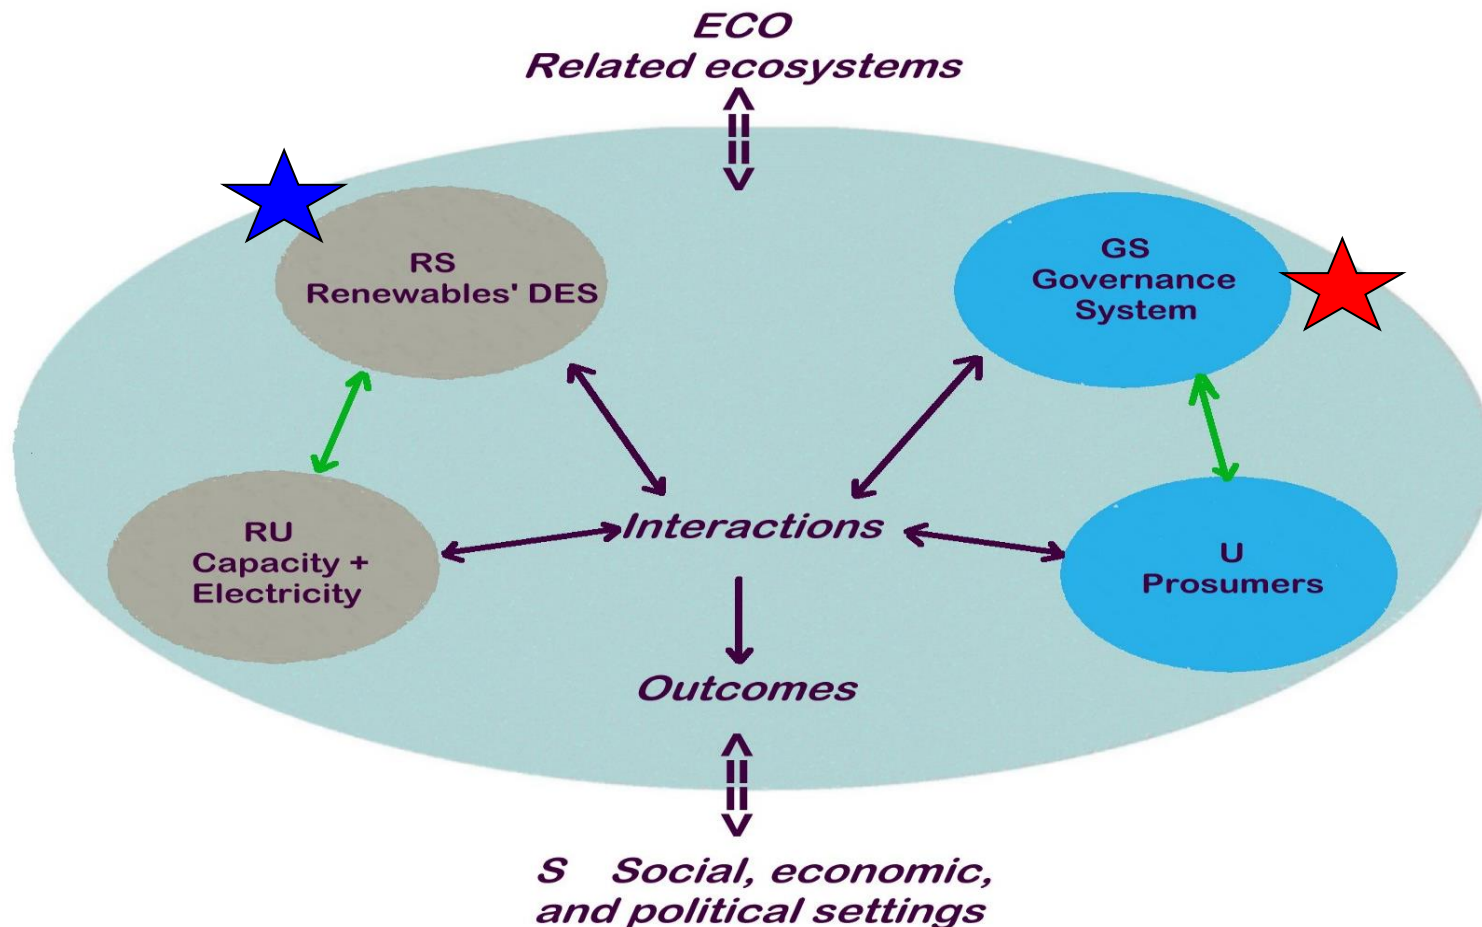 ECO
Related ecosystems
RS
Renewables' DES
GS
Governance
System
RU
Capacity +
Electricity
Interactions
U
Prosumers
Outcomes
S Social, economic,
and political settings